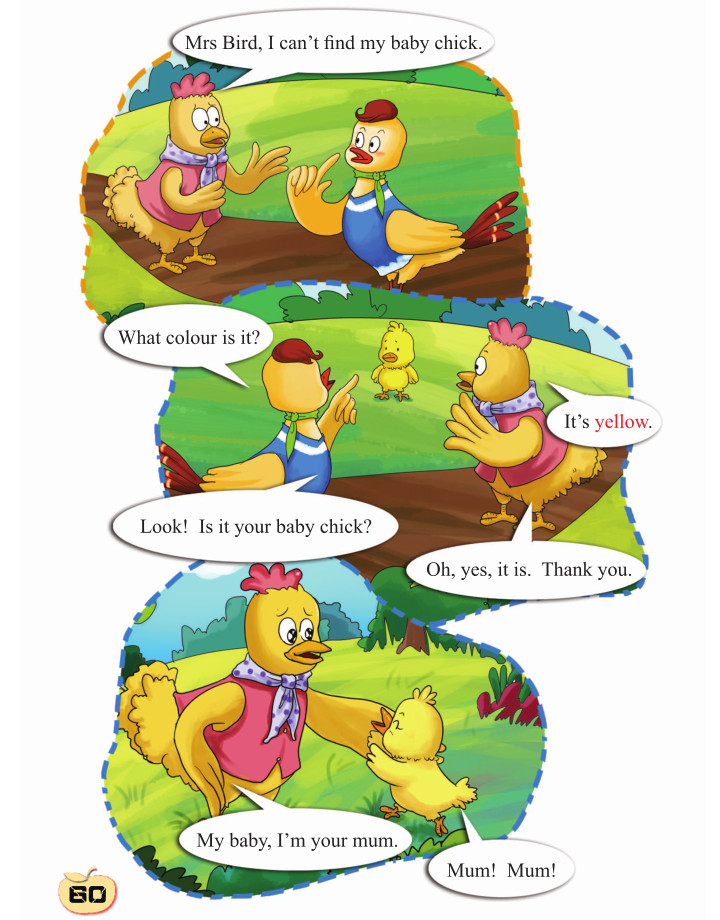 Mrs Bird, I can't find my baby chick.
What colour is it?
It's yellow.
Look! Is it your baby chick?
Oh, yes, it is. Thank you.
My baby, I'm your mum.
Mum! Mum!
60